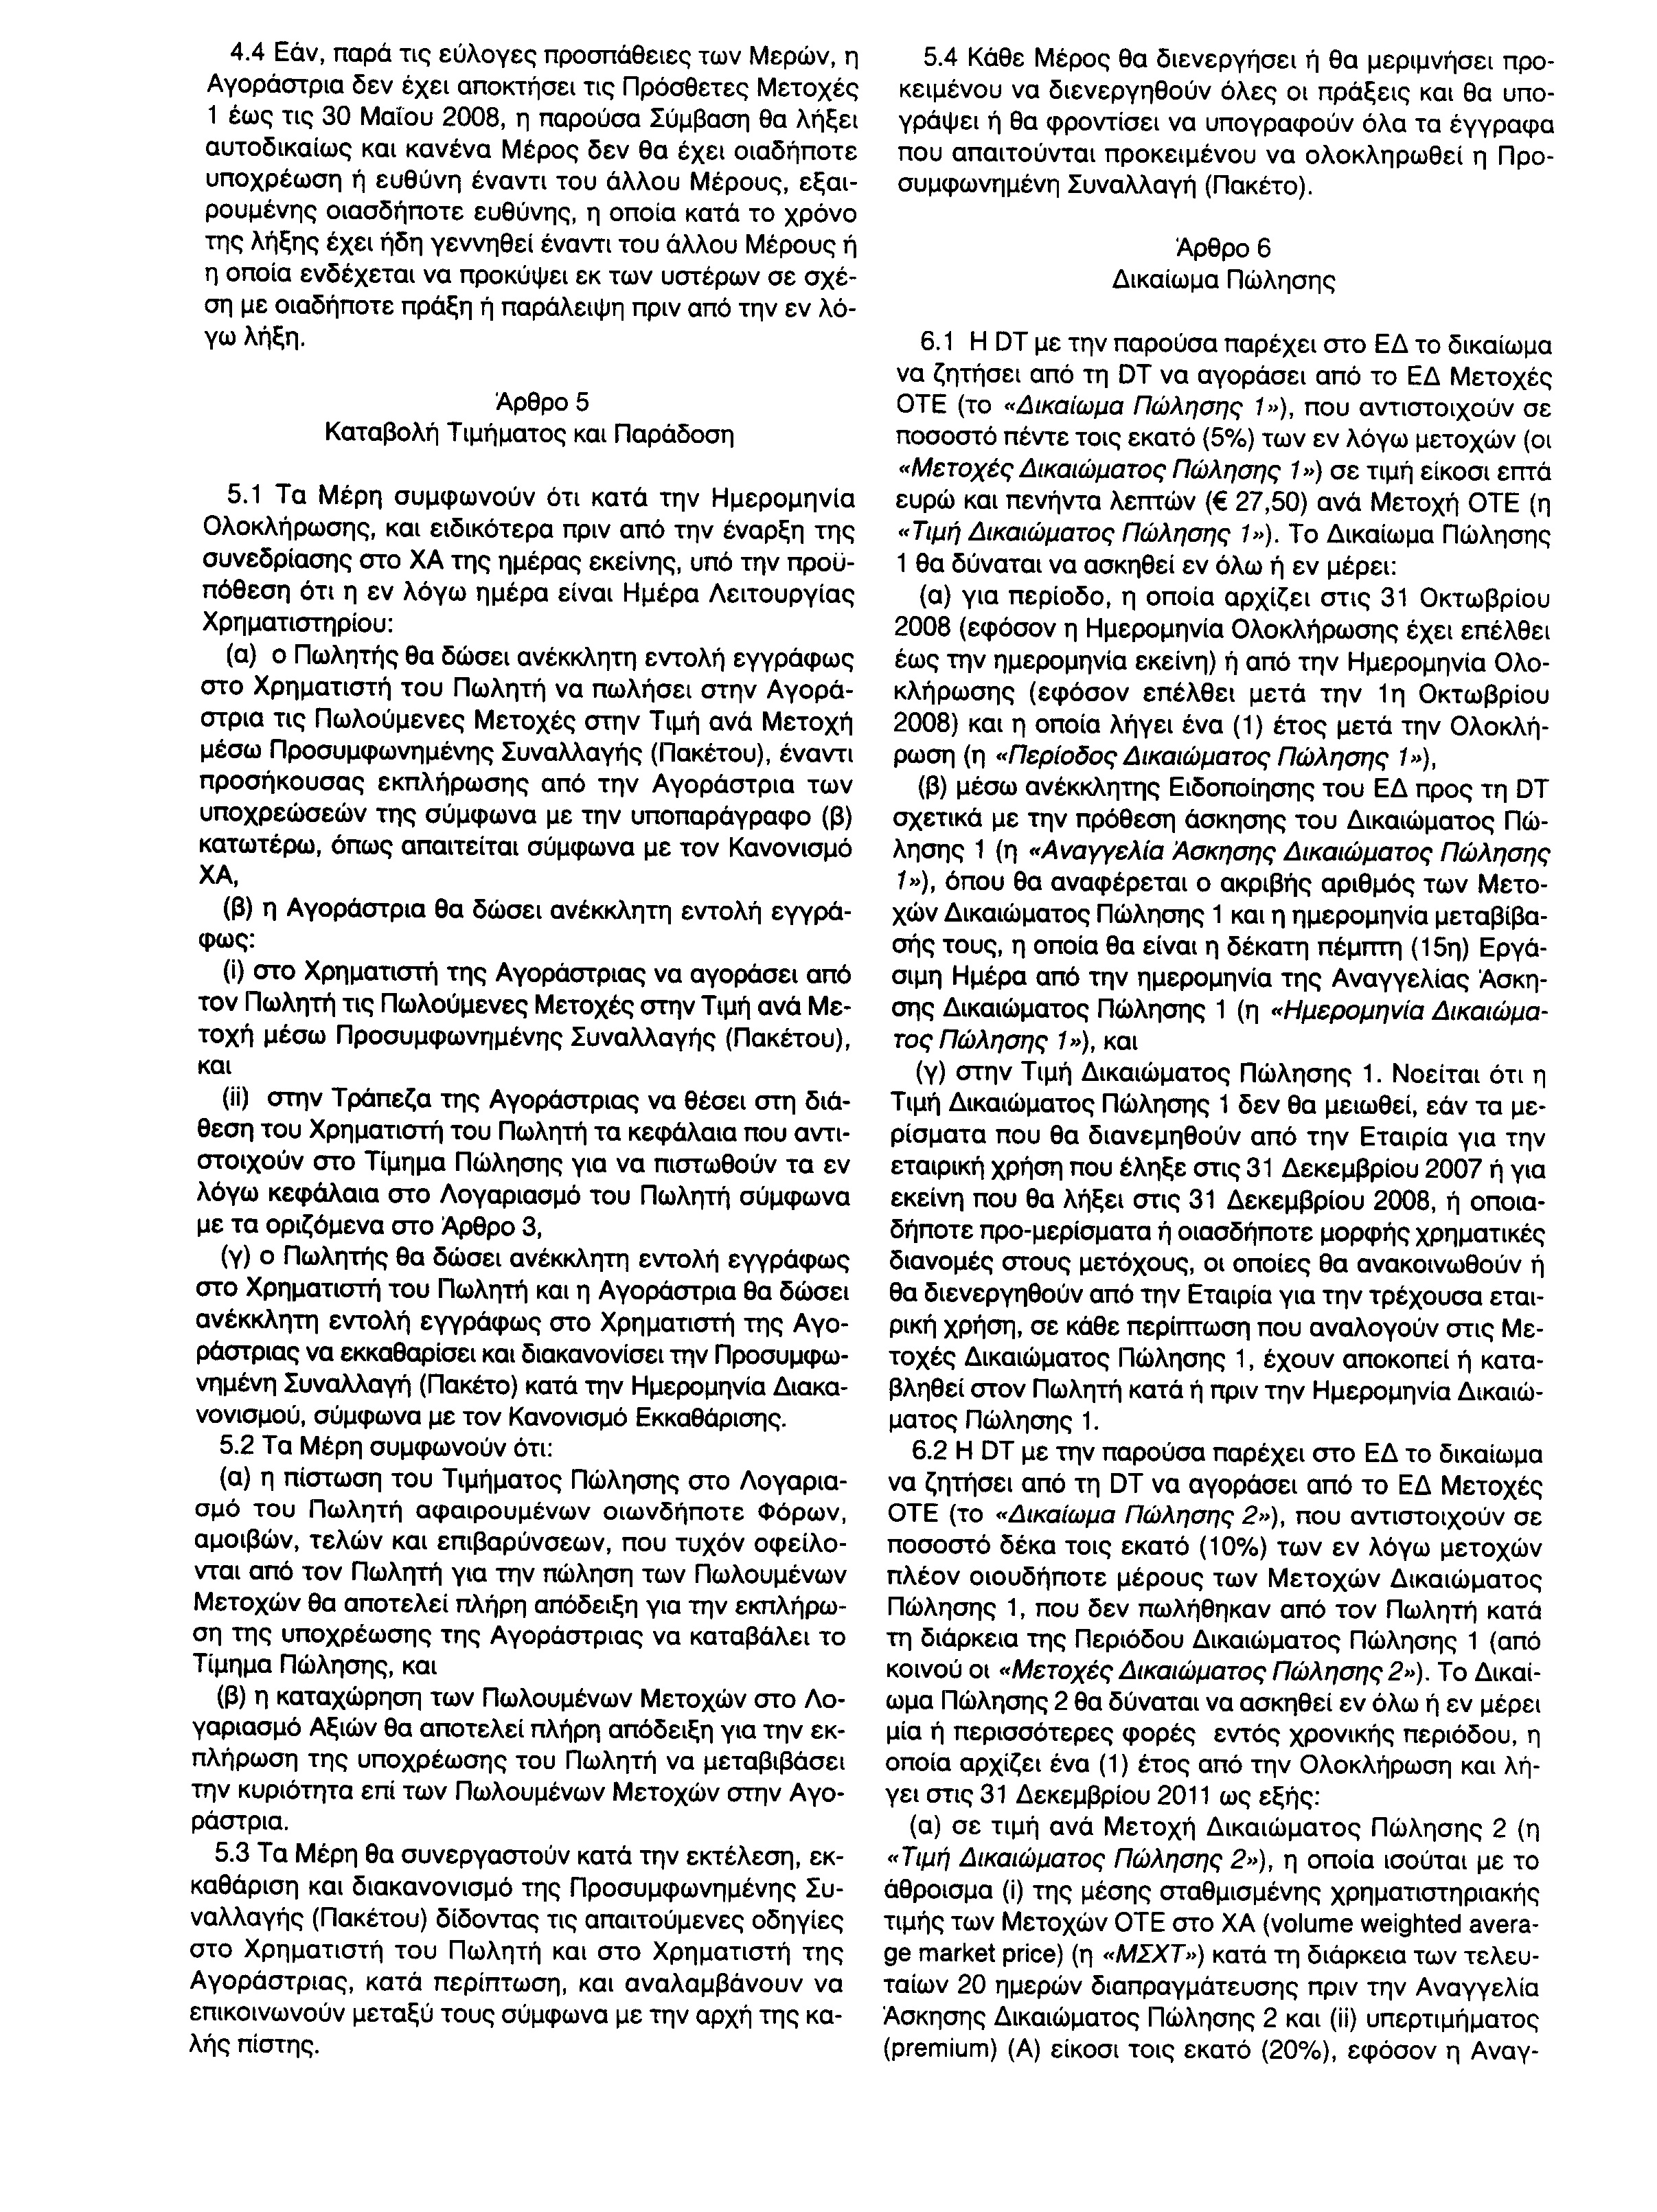 4.4 Εάν, παρά τις εύλογες προσπάθειες των Μερών, η
Αγοράστρια δεν έχει αποκτήσει τις Πρόσθετες Μετοχές
1 έως τις 30 Μαΐου 2008, η παρούσα Σύμβαση θα λήξει
αυτοδικαίως και κανένα Μέρος δεν θα έχει οιαδήποτε
υποχρέωση ή ευθύνη έναντι του άλλου Μέρους, εξαι-
ρουμένης οιασδήποτε ευθύνης, η οποία κατά το χρόνο
της λήξης έχει ήδη γεννηθεί έναντι του άλλου Μέρους ή
η οποία ενδέχεται να προκύψει εκ των υστέρων σε σχέ-
ση με οιαδήποτε πράξη ή παράλειψη πριν από την εν λό-
γω λήξη.
Άρθρο 5
Καταβολή Τιμήματος και Παράδοση
5.1 Τα Μέρη συμφωνούν ότι κατά την Ημερομηνία
Ολοκλήρωσης, και ειδικότερα πριν από την έναρξη της
συνεδρίασης στο ΧΑ της ημέρας εκείνης, υπό την προϋ-
πόθεση ότι η εν λόγω ημέρα είναι Ημέρα Λειτουργίας
Χρηματιστηρίου:
(α) ο Πωλητής θα δώσει ανέκκλητη εντολή εγγράφως
στο Χρηματιστή του Πωλητή να πωλήσει στην Αγορά-
στρια τις Πωλούμενες Μετοχές στην Τιμή ανά Μετοχή
μέσω Προσυμφωνημένης Συναλλαγής (Πακέτου), έναντι
προσήκουσας εκπλήρωσης από την Αγοράστρια των
υποχρεώσεών της σύμφωνα με την υποπαράγραφο (β)
κατωτέρω, όπως απαιτείται σύμφωνα με τον Κανονισμό
ΧΑ,
(β) η Αγοράστρια θα δώσει ανέκκλητη εντολή εγγρά-
φως:
(i) στο Χρηματιστή της Αγοράστριας να αγοράσει από
τον Πωλητή τις Πωλούμενες Μετοχές στην Τιμή ανά Με-
τοχή μέσω Προσυμφωνημένης Συναλλαγής (Πακέτου),
και
(ii) στην Τράπεζα της Αγοράστριας να θέσει στη διά-
θεση του Χρηματιστή του Πωλητή τα κεφάλαια που αντι-
στοιχούν στο Τίμημα Πώλησης για να πιστωθούν τα εν
λόγω κεφάλαια στο Λογαριασμό του Πωλητή σύμφωνα
με τα οριζόμενα στο Άρθρο 3,
(γ) ο Πωλητής θα δώσει ανέκκλητη εντολή εγγράφως
στο Χρηματιστή του Πωλητή και η Αγοράστρια θα δώσει
ανέκκλητη εντολή εγγράφως στο Χρηματιστή της Αγο-
ράστριας να εκκαθαρίσει και διακανονίσει την Προσυμφω-
νημένη Συναλλαγή (Πακέτο) κατά την Ημερομηνία Διακα-
νονισμού, σύμφωνα με τον Κανονισμό Εκκαθάρισης.
5.2 Τα Μέρη συμφωνούν ότι:
(α) η πίστωση του Τιμήματος Πώλησης στο Λογαρια-
σμό του Πωλητή αφαιρουμένων οιωνδήποτε Φόρων,
αμοιβών, τελών και επιβαρύνσεων, που τυχόν οφείλο-
νται από τον Πωλητή για την πώληση των Πωλουμένων
Μετοχών θα αποτελεί πλήρη απόδειξη για την εκπλήρω-
ση της υποχρέωσης της Αγοράστριας να καταβάλει το
Τίμημα Πώλησης, και
(β) η καταχώρηση των Πωλουμένων Μετοχών στο Λο-
γαριασμό Αξιών θα αποτελεί πλήρη απόδειξη για την εκ-
πλήρωση της υποχρέωσης του Πωλητή να μεταβιβάσει
την κυριότητα επί των Πωλουμένων Μετοχών στην Αγο-
ράστρια.
5.3 Τα Μέρη θα συνεργαστούν κατά την εκτέλεση, εκ-
καθάριση και διακανονισμό της Προσυμφωνημένης Συ-
ναλλαγής (Πακέτου) δίδοντας τις απαιτούμενες οδηγίες
στο Χρηματιστή του Πωλητή και στο Χρηματιστή της
Αγοράστριας, κατά περίπτωση, και αναλαμβάνουν να
επικοινωνούν μεταξύ τους σύμφωνα με την αρχή της κα-
λής πίστης.
5.4 Κάθε Μέρος θα διενεργήσει ή θα μεριμνήσει προ-
κειμένου να διενεργηθούν όλες οι πράξεις και θα υπο-
γράψει ή θα φροντίσει να υπογραφούν όλα τα έγγραφα
που απαιτούνται προκειμένου να ολοκληρωθεί η Προ-
συμφωνημένη Συναλλαγή (Πακέτο).
Άρθρο 6
Δικαίωμα Πώλησης
6.1 Η DT με την παρούσα παρέχει στο ΕΔ το δικαίωμα
να ζητήσει από τη DT να αγοράσει από το ΕΔ Μετοχές
ΟΤΕ (το «Δικαίωμα Πώλησης 1»), που αντιστοιχούν σε
ποσοστό πέντε τοις εκατό (5%) των εν λόγω μετοχών (οι
«Μετοχές Δικαιώματος Πώλησης 1») σε τιμή είκοσι επτά
ευρώ και πενήντα λεπτών (€ 27,50) ανά Μετοχή ΟΤΕ (η
«Τιμή Δικαιώματος Πώλησης 1»). Το Δικαίωμα Πώλησης
1 θα δύναται να ασκηθεί εν όλω ή εν μέρει:
(α) για περίοδο, η οποία αρχίζει στις 31 Οκτωβρίου
2008 (εφόσον η Ημερομηνία Ολοκλήρωσης έχει επέλθει
έως την ημερομηνία εκείνη) ή από την Ημερομηνία Ολο-
κλήρωσης (εφόσον επέλθει μετά την 1η Οκτωβρίου
2008) και η οποία λήγει ένα (1) έτος μετά την Ολοκλή-
ρωση (η «Περίοδος Δικαιώματος Πώλησης 1»),
(β) μέσω ανέκκλητης Ειδοποίησης του ΕΔ προς τη DT
σχετικά με την πρόθεση άσκησης του Δικαιώματος Πώ-
λησης 1 (η «Αναγγελία Άσκησης Δικαιώματος Πώλησης
1»), όπου θα αναφέρεται ο ακριβής αριθμός των Μετο-
χών Δικαιώματος Πώλησης 1 και η ημερομηνία μεταβίβα-
σής τους, η οποία θα είναι η δέκατη πέμπτη (15η) Εργά-
σιμη Ημέρα από την ημερομηνία της Αναγγελίας Άσκη-
σης Δικαιώματος Πώλησης 1 (η «Ημερομηνία Δικαιώμα-
τος Πώλησης 1»), και
(γ) στην Τιμή Δικαιώματος Πώλησης 1. Νοείται ότι η
Τιμή Δικαιώματος Πώλησης 1 δεν θα μειωθεί, εάν τα με-
ρίσματα που θα διανεμηθούν από την Εταιρία για την
εταιρική χρήση που έληξε στις 31 Δεκεμβρίου 2007 ή για
εκείνη που θα λήξει στις 31 Δεκεμβρίου 2008, ή οποια-
δήποτε προ-μερίσματα ή οιασδήποτε μορφής χρηματικές
διανομές στους μετόχους, οι οποίες θα ανακοινωθούν ή
θα διενεργηθούν από την Εταιρία για την τρέχουσα εται-
ρική χρήση, σε κάθε περίπτωση που αναλογούν στις Με-
τοχές Δικαιώματος Πώλησης 1, έχουν αποκοπεί ή κατα-
βληθεί στον Πωλητή κατά ή πριν την Ημερομηνία Δικαιώ-
ματος Πώλησης 1.
6.2 Η DT με την παρούσα παρέχει στο ΕΔ το δικαίωμα
να ζητήσει από τη DT να αγοράσει από το ΕΔ Μετοχές
ΟΤΕ (το «Δικαίωμα Πώλησης 2»), που αντιστοιχούν σε
ποσοστό δέκα τοις εκατό (10%) των εν λόγω μετοχών
πλέον οιουδήποτε μέρους των Μετοχών Δικαιώματος
Πώλησης 1, που δεν πωλήθηκαν από τον Πωλητή κατά
τη διάρκεια της Περιόδου Δικαιώματος Πώλησης 1 (από
κοινού οι «Μετοχές Δικαιώματος Πώλησης 2»). Το Δικαί-
ωμα Πώλησης 2 θα δύναται να ασκηθεί εν όλω ή εν μέρει
μία ή περισσότερες φορές εντός χρονικής περιόδου, η
οποία αρχίζει ένα (1) έτος από την Ολοκλήρωση και λή-
γει στις 31 Δεκεμβρίου 2011 ως εξής:
(α) σε τιμή ανά Μετοχή Δικαιώματος Πώλησης 2 (η
«Τιμή Δικαιώματος Πώλησης 2»), η οποία ισούται με το
άθροισμα (i) της μέσης σταθμισμένης χρηματιστηριακής
τιμής των Μετοχών ΟΤΕ στο ΧΑ (volume weighted avera-
ge market price) (η «ΜΣΧΤ») κατά τη διάρκεια των τελευ-
ταίων 20 ημερών διαπραγμάτευσης πριν την Αναγγελία
Άσκησης Δικαιώματος Πώλησης 2 και (ii) υπερτιμήματος
(premium) (Α) είκοσι τοις εκατό (20%), εφόσον η Αναγ-